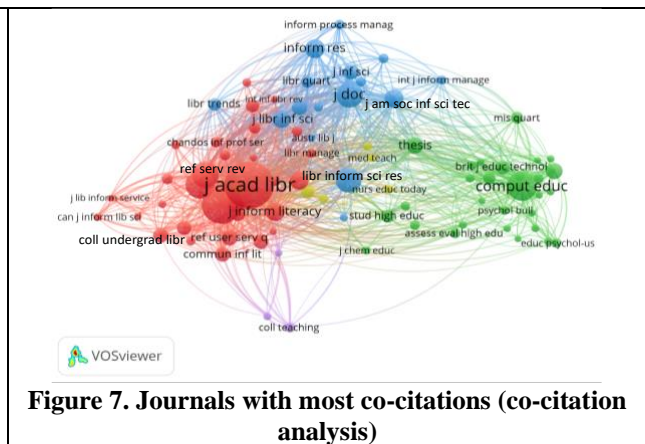 inform process manag
inform res
j inf sci
int j inform manage
libr quart
j doc
j am soc inf sci tec
libr trends
int inf libr rev
j libr inf sci
mis quart
austr lib j
chandos inf prof ser
thesis
libr manage
med teach
ref serv rev
brit j educ technol
libr inform sci res
j acad libr
comput educ
nurs educ today
j lib inform service
psychol bull
j inform literacy
can j inform lib sci
stud high educ
assess eval high edu
coll undergrad libr
ref user serv q
educ psychol-us
commun inf lit
j chem educ
coll teaching
VOSviewer
Figure 7. Journals with most co-citations (co-citation
analysis)